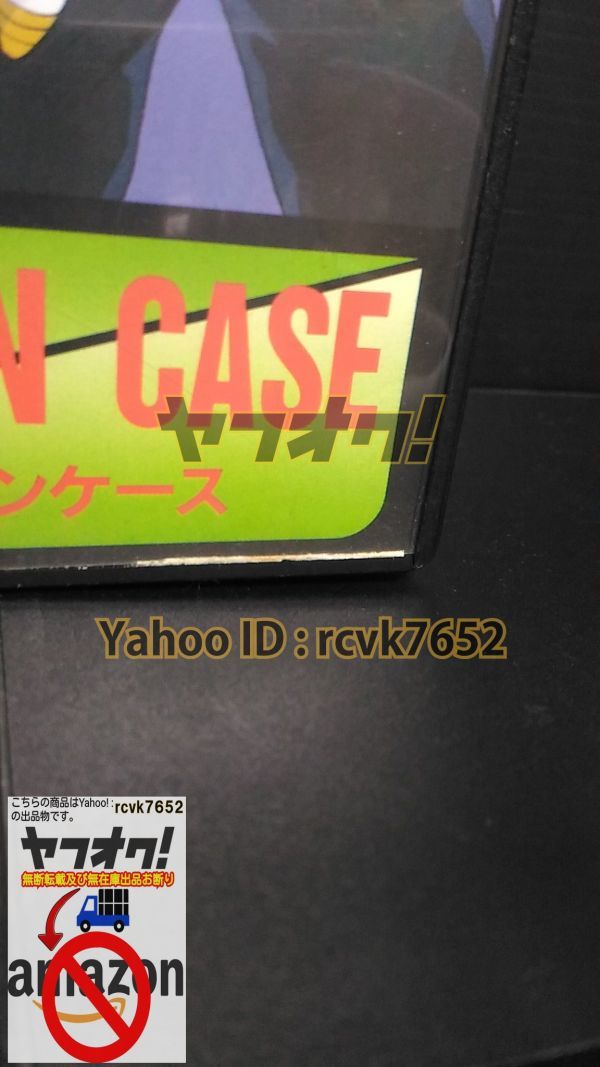 N CASE
ンケース
ヤフオク!
Yahoo ID : rcvk7652
こちらの商品はYahoo! : rcvk7652
の出品物です。
ヤフオク!
無断転載及び無在庫出品お断り
amazon